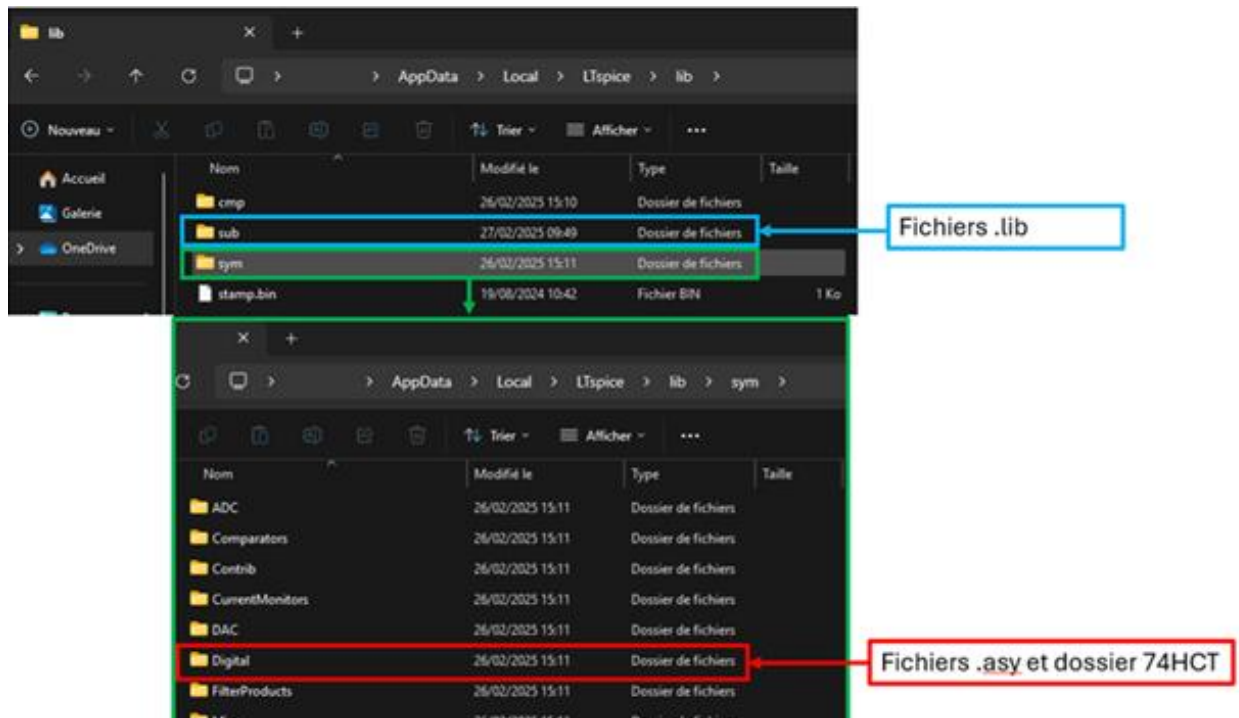 lib
AppData > Local > LTspice > lib >
Nouveau
Trier
Afficher
Accueil
Galerie
OneDrive
Nom Modifié le Type Taille
cmp 26/02/2025 15:10 Dossier de fichiers
sub 27/02/2025 09:49 Dossier de fichiers
sym 26/02/2025 15:11 Dossier de fichiers
stamp.bin 19/08/2024 10:42 Fichier BIN 1 Ko
Fichiers .lib
AppData > Local > LTspice > lib > sym >
Trier
Afficher
Nom Modifié le Type Taille
ADC 26/02/2025 15:11 Dossier de fichiers
Comparators 26/02/2025 15:11 Dossier de fichiers
Contrib 26/02/2025 15:11 Dossier de fichiers
CurrentMonitors 26/02/2025 15:11 Dossier de fichiers
DAC 26/02/2025 15:11 Dossier de fichiers
Digital 26/02/2025 15:11 Dossier de fichiers
FilterProducts 26/02/2025 15:11 Dossier de fichiers
Fichiers .asy et dossier 74HCT